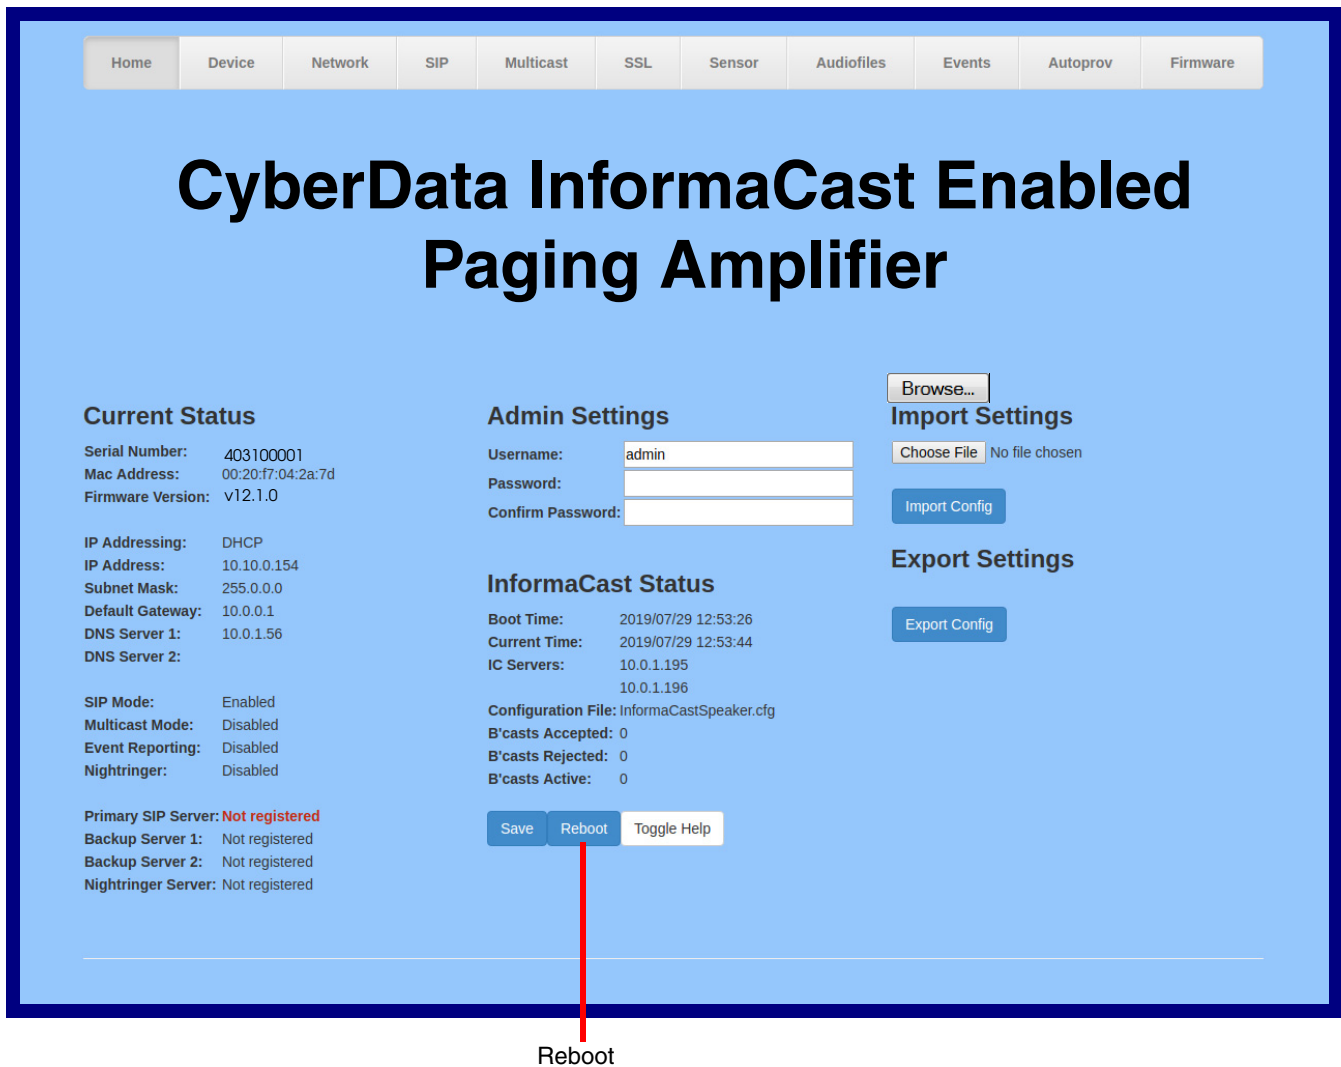 Home Device Network SIP Multicast SSL Sensor Audiofiles Events Autoprov Firmware
CyberData InformaCast Enabled
Paging Amplifier
Current Status
Serial Number: 403100001
Mac Address: 00:20:f7:04:2a:7d
Firmware Version: v12.1.0
IP Addressing: DHCP
IP Address: 10.10.0.154
Subnet Mask: 255.0.0.0
Default Gateway: 10.0.0.1
DNS Server 1: 10.0.1.56
DNS Server 2:
SIP Mode: Enabled
Multicast Mode: Disabled
Event Reporting: Disabled
Nightringer: Disabled
Primary SIP Server: Not registered
Backup Server 1: Not registered
Backup Server 2: Not registered
Nightringer Server: Not registered
Admin Settings
Username: admin
Password:
Confirm Password:
InformaCast Status
Boot Time: 2019/07/29 12:53:26
Current Time: 2019/07/29 12:53:44
IC Servers: 10.0.1.195
10.0.1.196
Configuration File: InformaCastSpeaker.cfg
B'casts Accepted: 0
B'casts Rejected: 0
B'casts Active: 0
Save Reboot Toggle Help
Browse...
Import Settings
Choose File No file chosen
Import Config
Export Settings
Export Config
Reboot